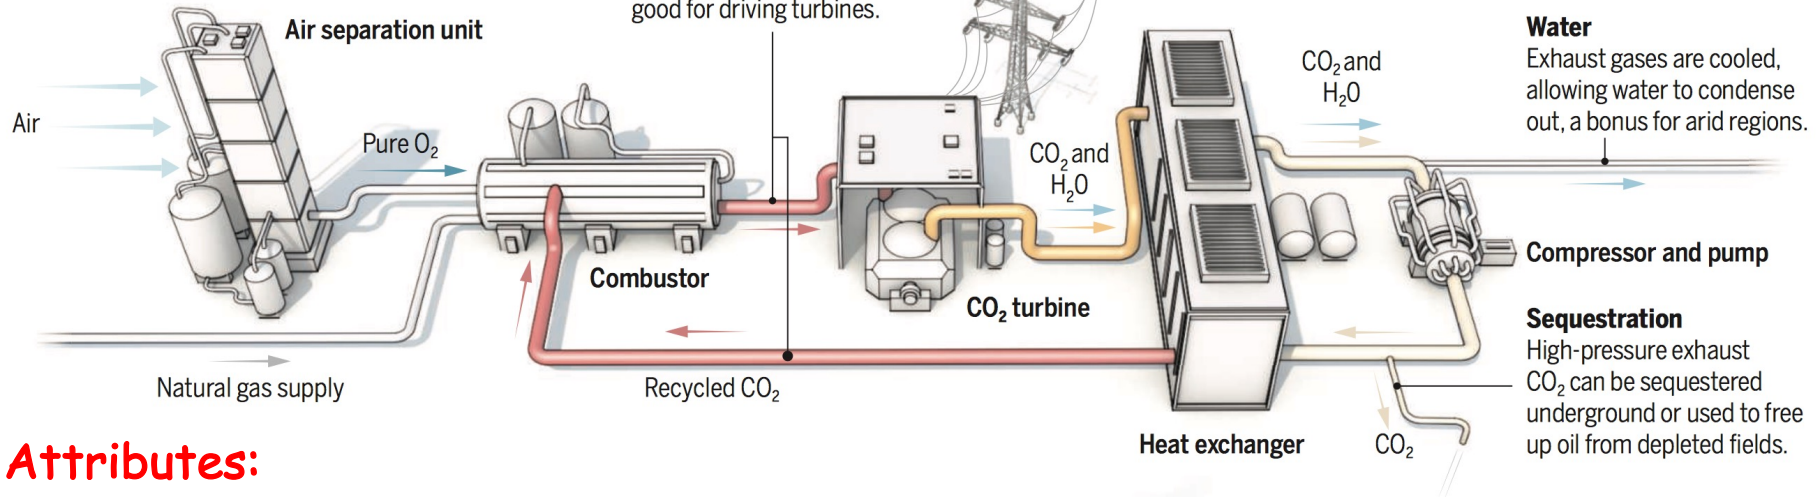 good for driving turbines.
Air separation unit
Air
Pure O₂
Combustor
Natural gas supply
Recycled CO₂
CO₂ and
H₂O
CO₂ turbine
Heat exchanger
CO₂ and
H₂O
Water
Exhaust gases are cooled,
allowing water to condense
out, a bonus for arid regions.
Compressor and pump
Sequestration
High-pressure exhaust
CO₂ can be sequestered
underground or used to free
up oil from depleted fields.
CO₂
Attributes: